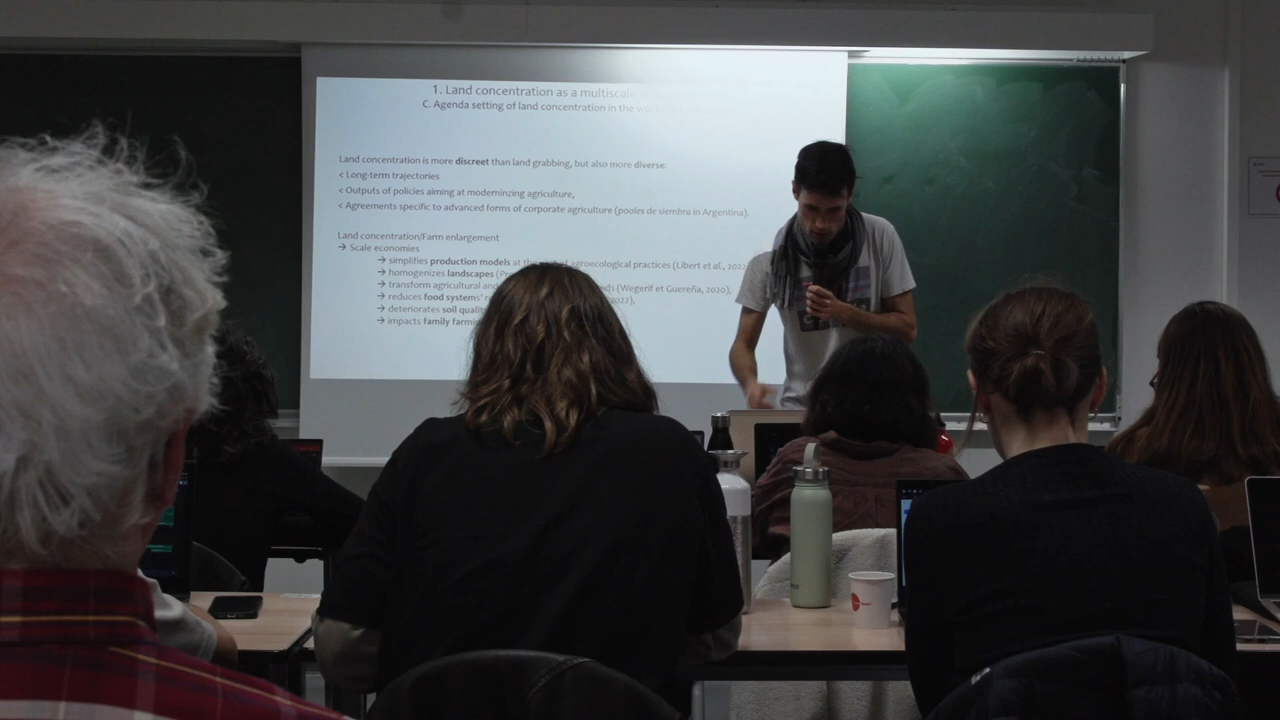 1. Land concentration as a multiscale
C. Agenda setting of land concentration in the
Land concentration is more discreet than land grabbing, but also more diverse:
< Long-term trajectories
< Outputs of policies aiming at moderninzing agriculture,
< Agreements specific to advanced forms of corporate agriculture (pooles de siembra in Argentina).
Land concentration/Farm enlargement
→ Scale economies
→ simplifies production models at the agroecological practices (Libert et al., 2022
→ homogenizes landscapes
→ transform agricultural and (Wegerif et Guereña, 2020),
→ reduces food systems' 2022),
→ deteriorates soil quality
→ impacts family farming